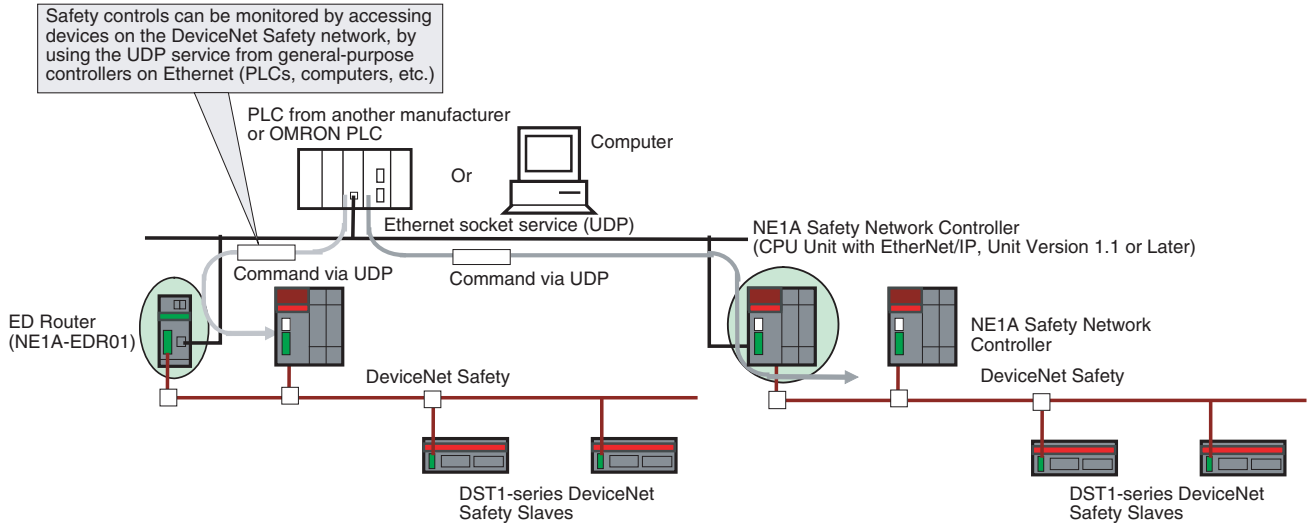 Safety controls can be monitored by accessing
devices on the DeviceNet Safety network, by
using the UDP service from general-purpose
controllers on Ethernet (PLCs, computers, etc.)
PLC from another manufacturer
or OMRON PLC
Or
Computer
Ethernet socket service (UDP)
NE1A Safety Network Controller
(CPU Unit with EtherNet/IP, Unit Version 1.1 or Later)
Command via UDP
Command via UDP
ED Router
(NE1A-EDR01)
NE1A Safety Network
Controller
DeviceNet Safety
DeviceNet Safety
DST1-series DeviceNet
Safety Slaves
DST1-series DeviceNet
Safety Slaves